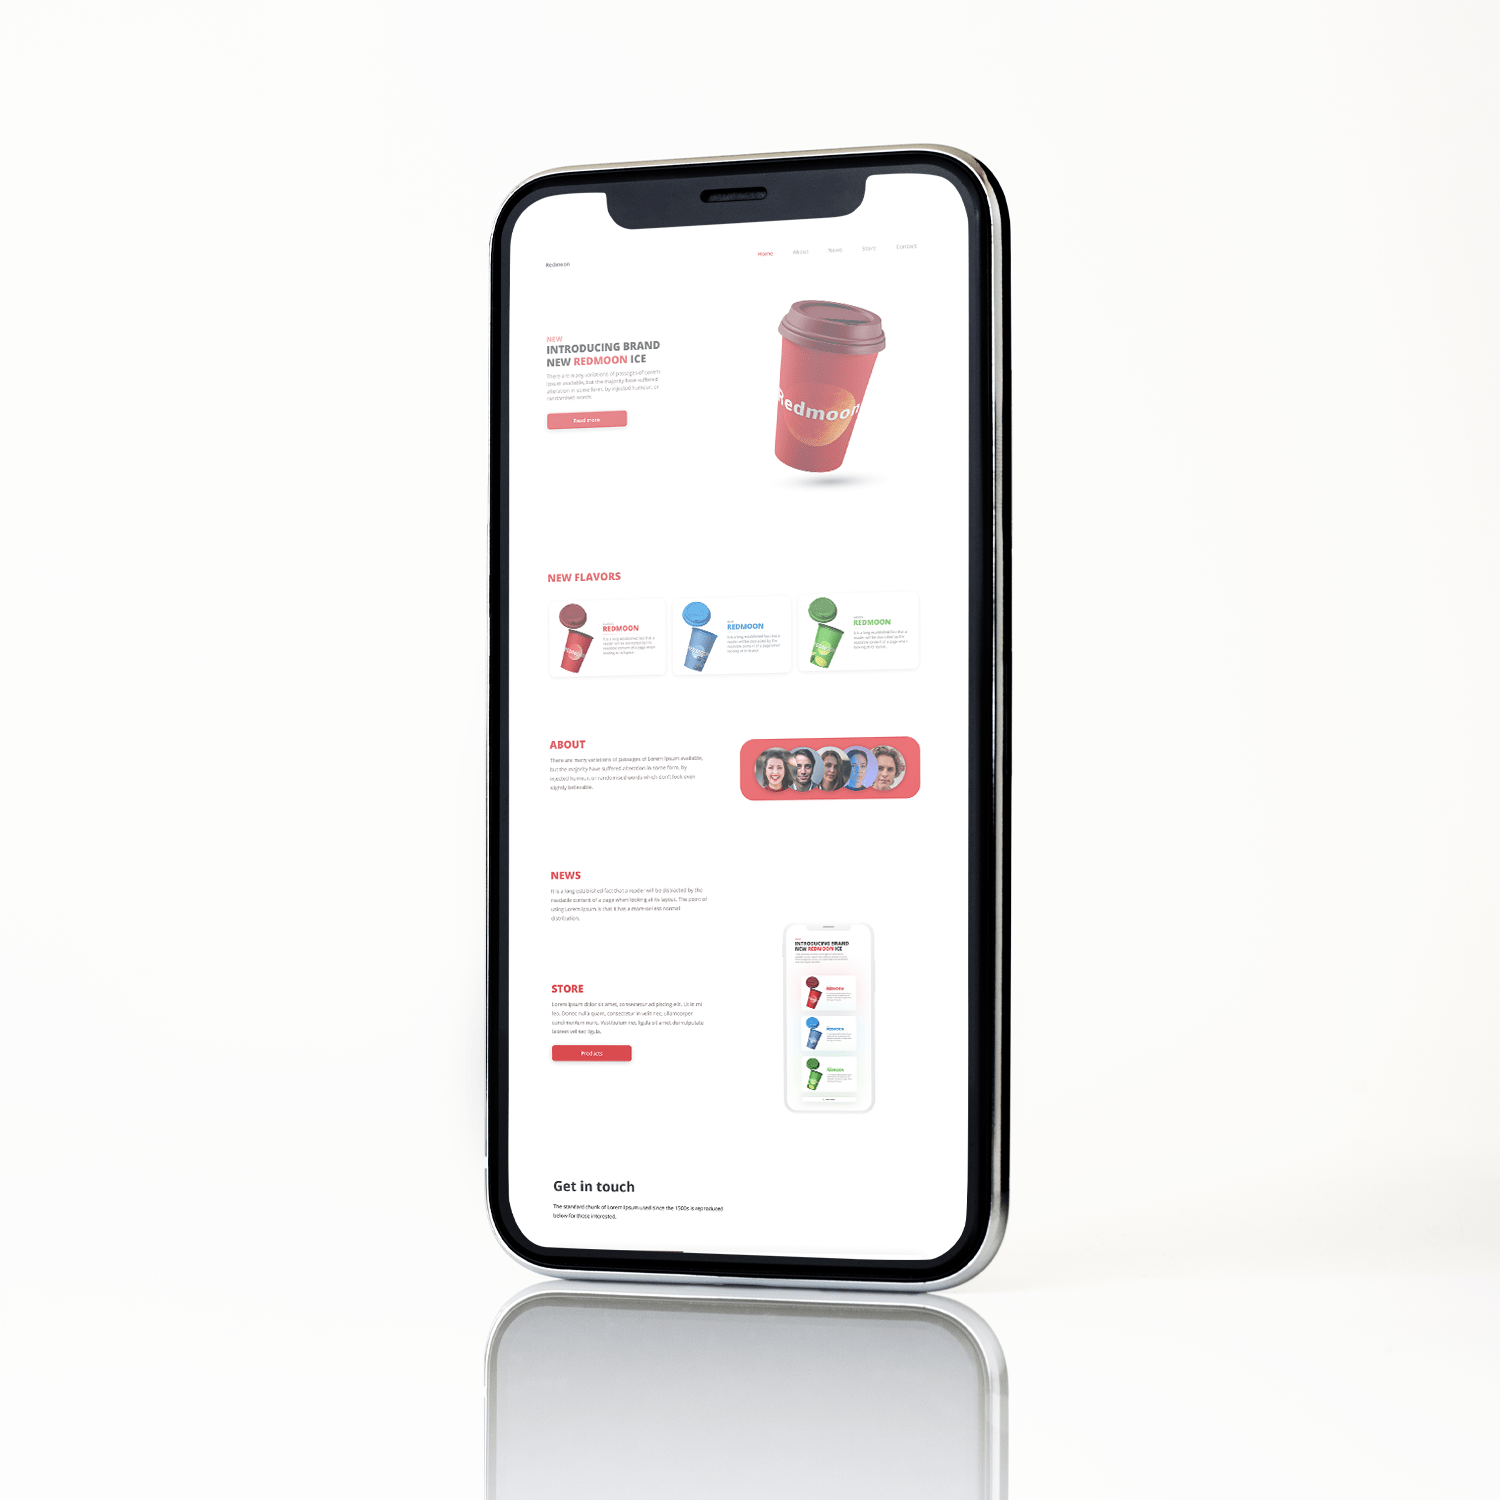 Redmoon
Home About News Store Contact
NEW
INTRODUCING BRAND
NEW REDMOON ICE
There are many variations of passages of Lorem
Ipsum available, but the majority have suffered
alteration in some form, by injected humour, or
randomised words
Read more
Redmoon
NEW FLAVORS
REDMOON
It is a long established fact that a
reader will be distracted by the
readable content of a page when
looking at its layout.
REDMOON
It is a long established fact that a
reader will be distracted by the
readable content of a page when
looking at its layout.
REDMOON
It is a long established fact that a
reader will be distracted by the
readable content of a page when
looking at its layout.
ABOUT
There are many variations of passages of Lorem Ipsum available,
but the majority have suffered alteration in some form, by
injected humour, or randomised words which don't look even
slightly believable.
NEWS
It is a long established fact that a reader will be distracted by the
readable content of a page when looking at its layout. The point of
using Lorem Ipsum is that it has a more-or-less normal
distribution.
STORE
Lorem ipsum dolor sit amet, consectetur adipiscing elit. Ut in mi
leo. Donec nulla quam, consectetur in velit nec, ullamcorper
condimentum nunc. Vestibulum nec ligula sit amet dui vulputate
laoreet vel nec ligula.
Products
INTRODUCING BRAND
NEW REDMOON ICE
REDMOON
REDMOON
REDMOON
Get in touch
The standard chunk of Lorem Ipsum used since the 1500s is reproduced
below for those interested.